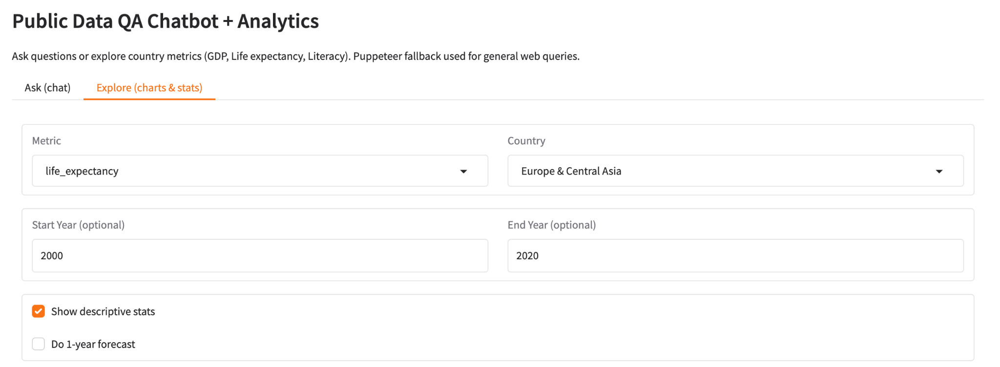 Public Data QA Chatbot + Analytics
Ask questions or explore country metrics (GDP, Life expectancy, Literacy). Puppeteer fallback used for general web queries.
Ask (chat) Explore (charts & stats)
Metric Country
life_expectancy Europe & Central Asia
Start Year (optional) End Year (optional)
2000 2020
Show descriptive stats
Do 1-year forecast